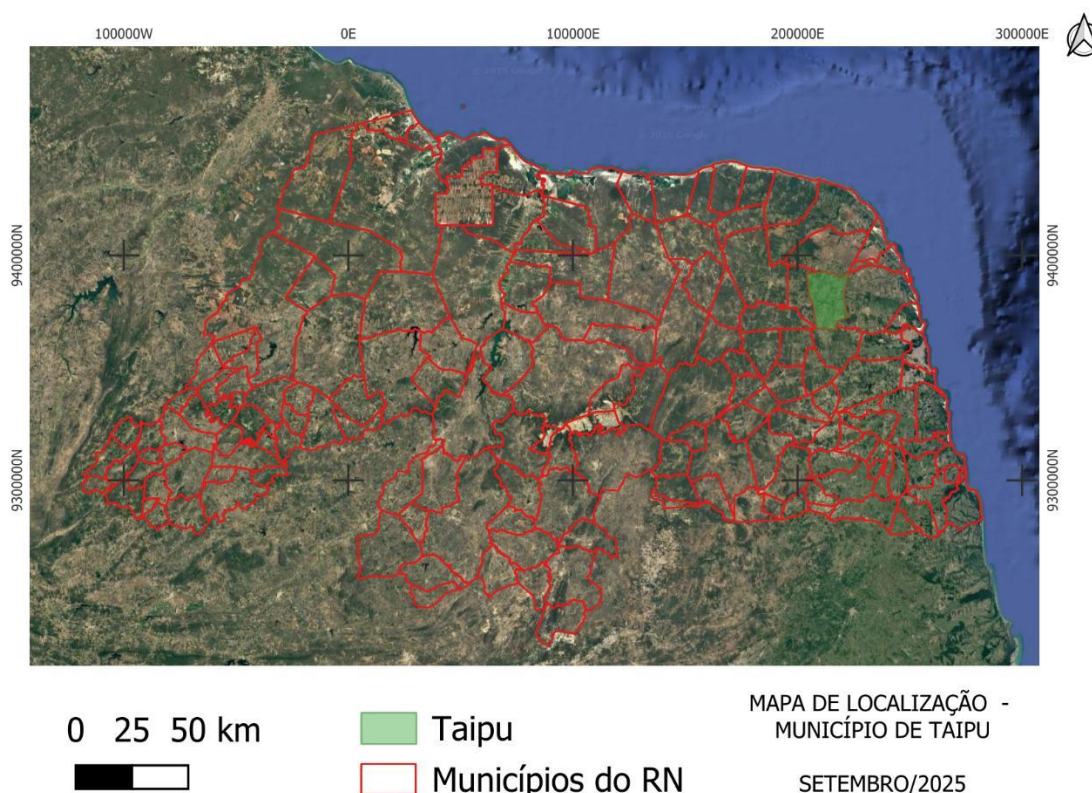 100000W 0E 100000E 200000E 300000E
9400000N 9400000N
9300000N 9300000N
0 25 50 km
Taipu
Municípios do RN
MAPA DE LOCALIZAÇÃO -
MUNICÍPIO DE TAIPU
SETEMBRO/2025